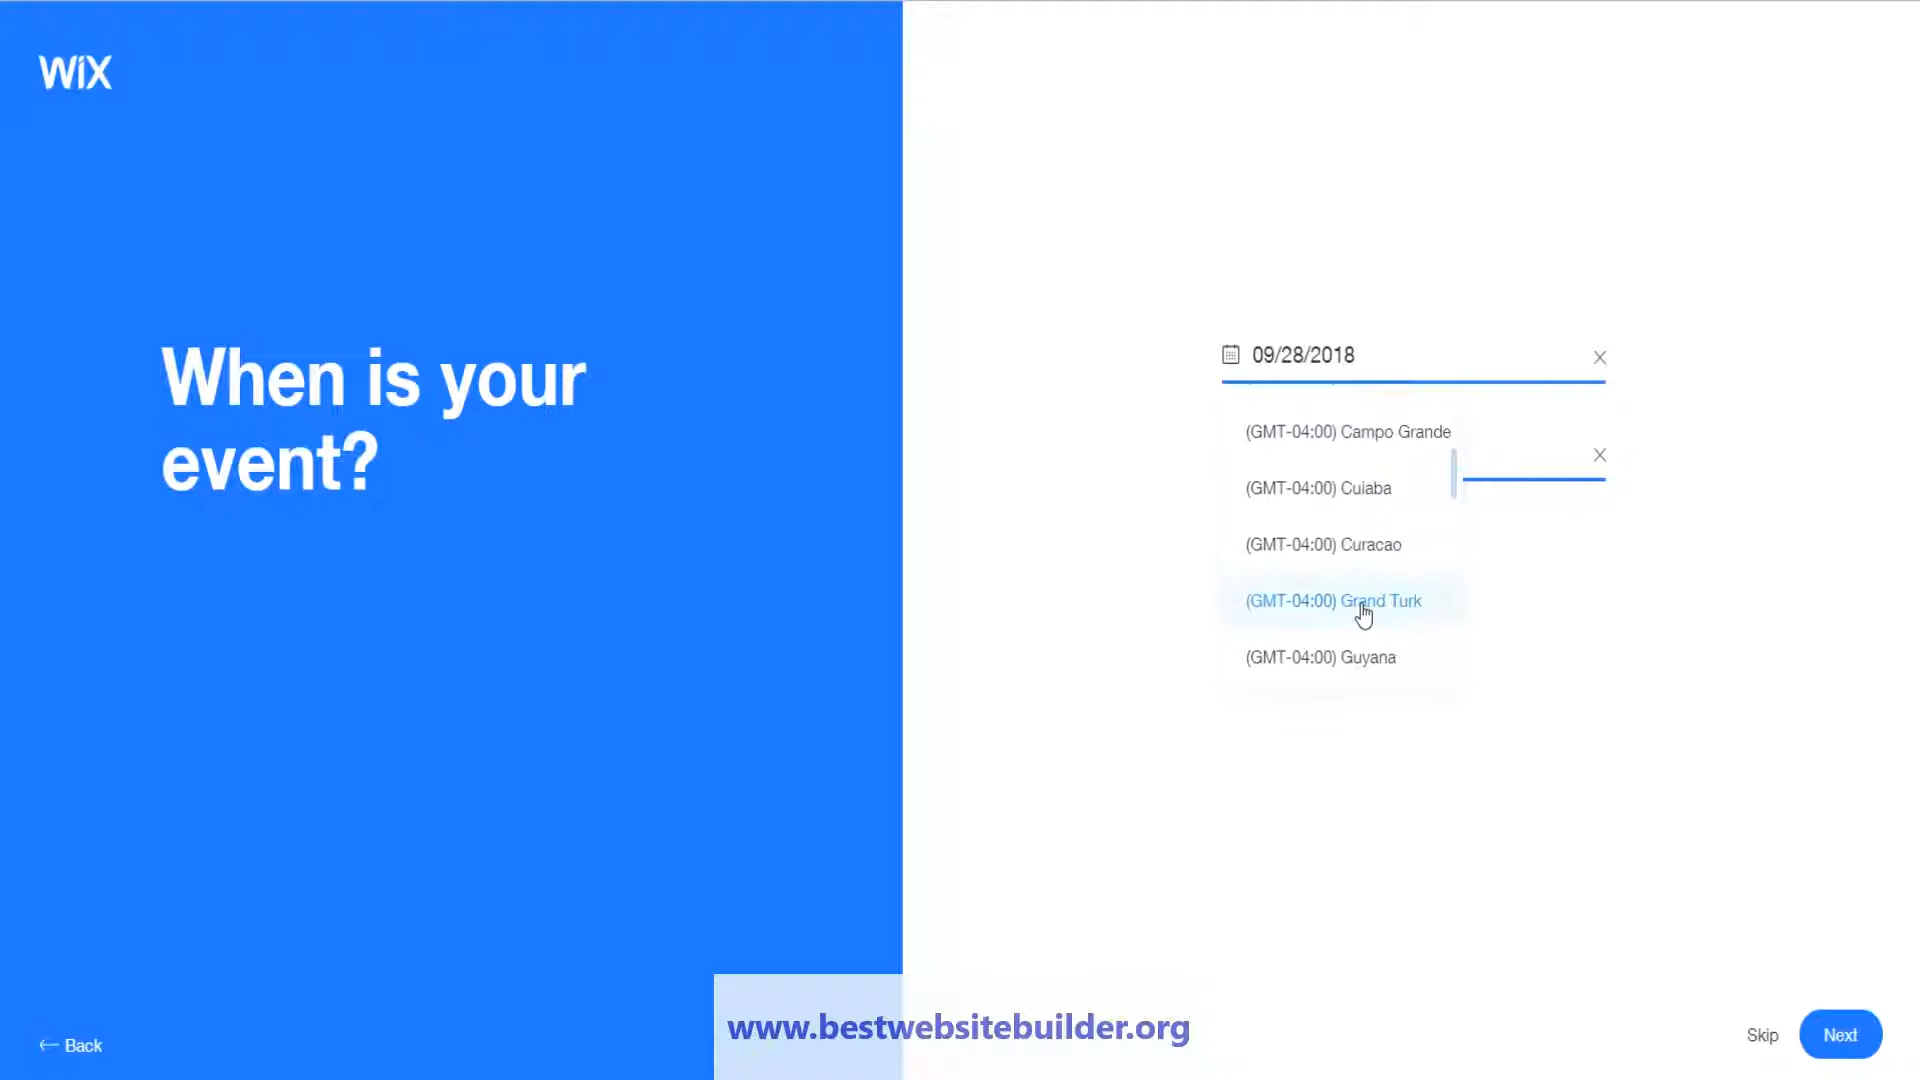 WiX
When is your
event?
09/28/2018
(GMT-04:00) Campo Grande
(GMT-04:00) Cuiaba
(GMT-04:00) Curacao
(GMT-04:00) Grand Turk
(GMT-04:00) Guyana
Back
www.bestwebsitebuilder.org
Skip
Next